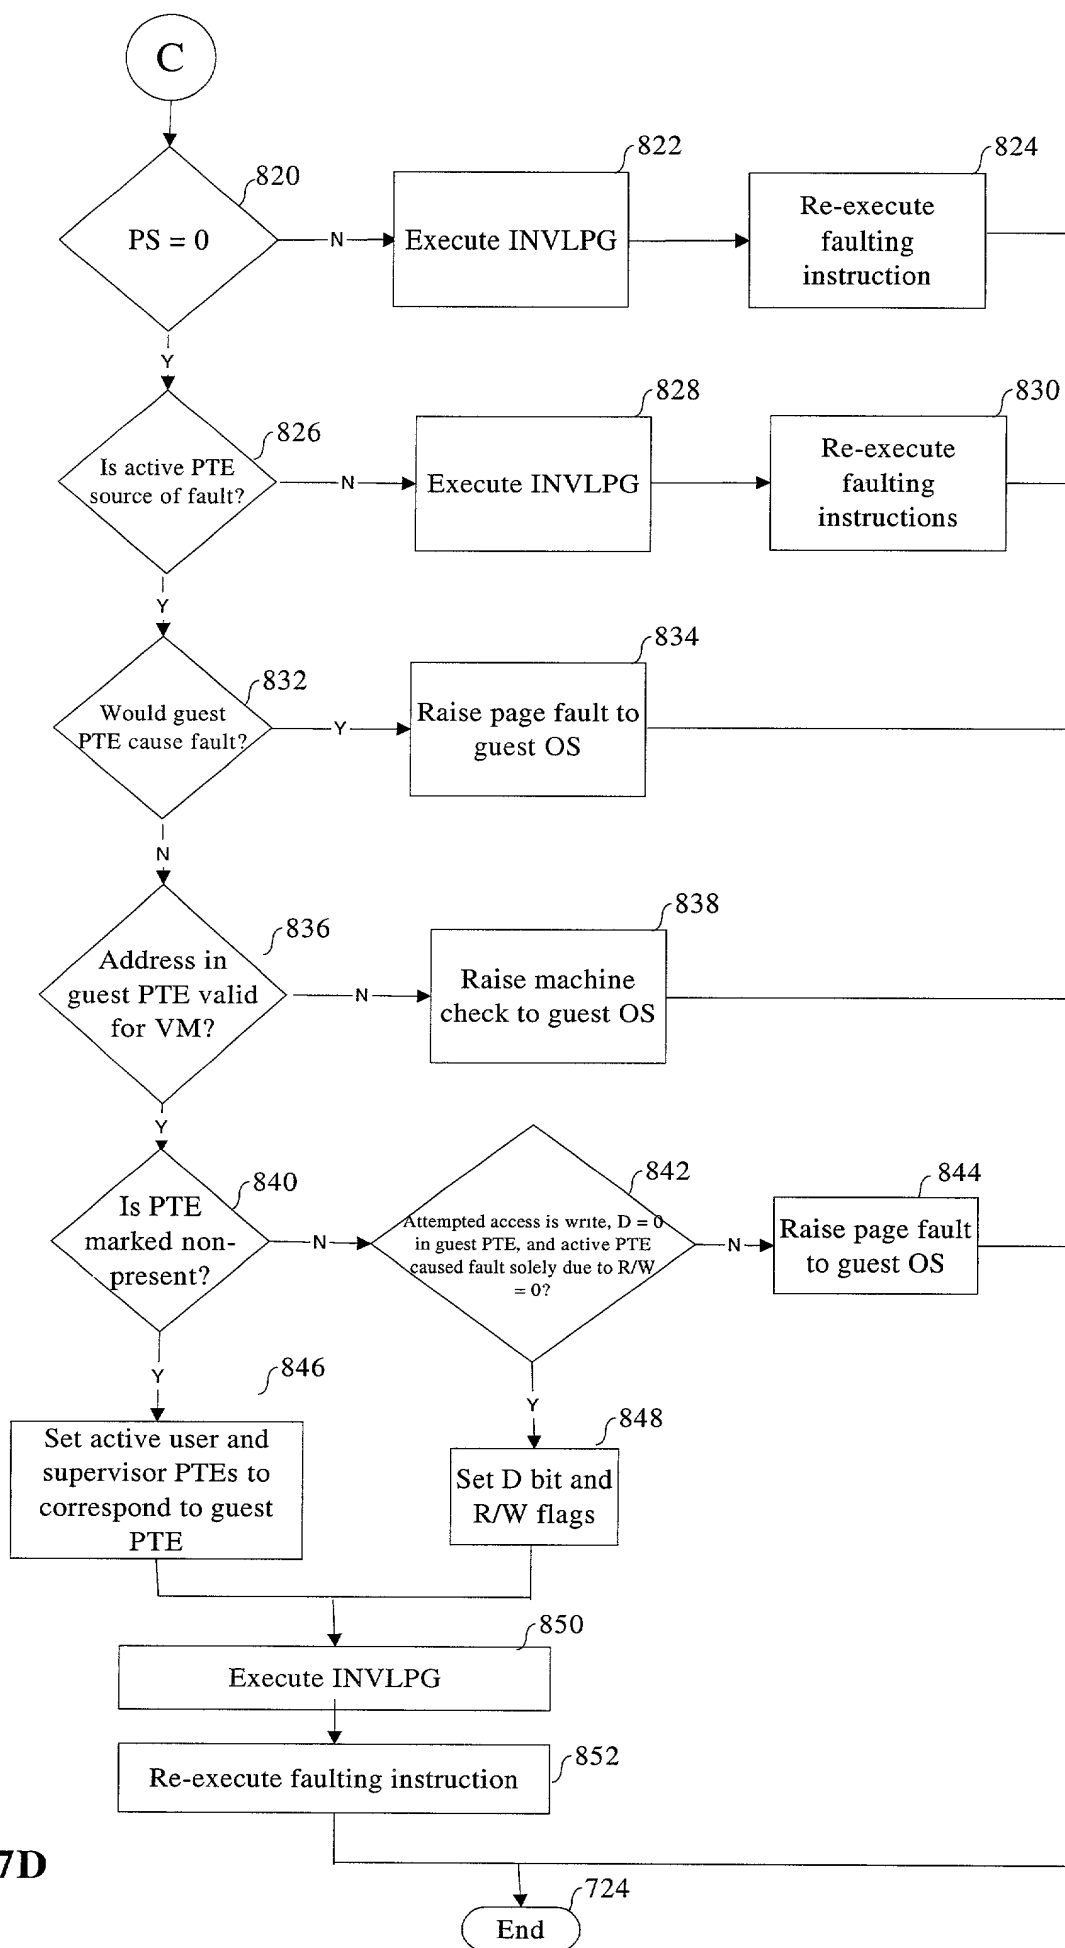 C
820
PS = 0
N
822
Execute INVLPG
824
Re-execute
faulting
instruction
Y
826
Is active PTE
source of fault?
N
828
Execute INVLPG
830
Re-execute
faulting
instructions
Y
832
Would guest
PTE cause fault?
Y
834
Raise page fault to
guest OS
N
836
Address in
guest PTE valid
for VM?
N
838
Raise machine
check to guest OS
Y
840
Is PTE
marked non-
present?
N
842
Attempted access is write, D = 0
in guest PTE, and active PTE
caused fault solely due to R/W
= 0?
N
844
Raise page fault
to guest OS
Y
846
Set active user and
supervisor PTEs to
correspond to guest
PTE
Y
848
Set D bit and
R/W flags
850
Execute INVLPG
852
Re-execute faulting instruction
7D
724
End